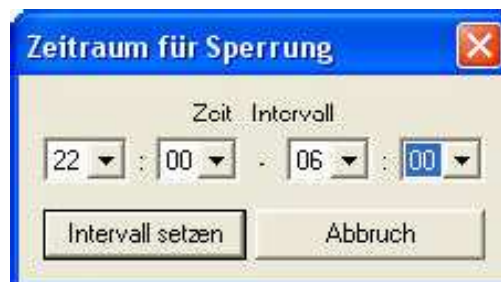 Zeitraum für Sperrung
Zeit Intervall
22 : 00 - 06 : 00
Intervall setzen Abbruch